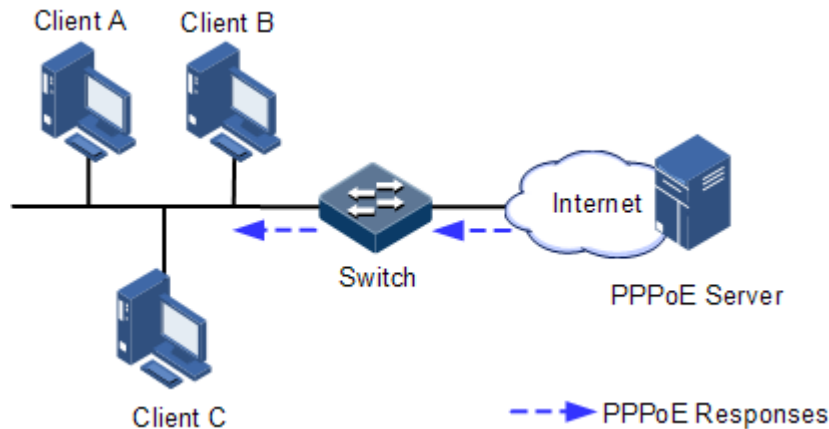 Client A
Client B
Internet
Switch
PPPoE Server
Client C
PPPoE Responses